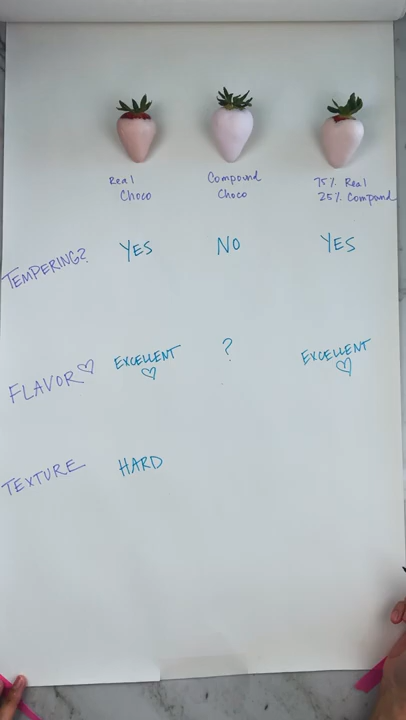 Real
Choco
Compound
Choco
75% Real
25% Compound
TEMPERING? YES NO YES
FLAVOR♡ EXCELLENT ♡ ? EXCELLENT ♡
TEXTURE HARD